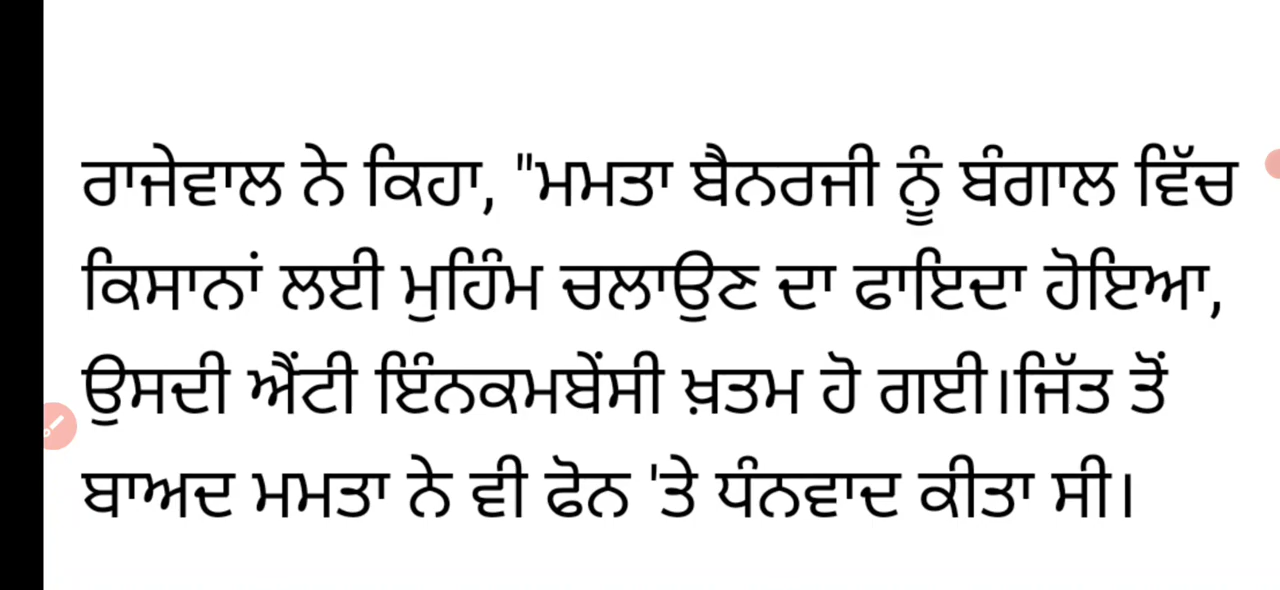 ਰਾਜੇਵਾਲ ਨੇ ਕਿਹਾ, "ਮਮਤਾ ਬੈਨਰਜੀ ਨੂੰ ਬੰਗਾਲ ਵਿੱਚ
ਕਿਸਾਨਾਂ ਲਈ ਮੁਹਿੰਮ ਚਲਾਉਣ ਦਾ ਫਾਇਦਾ ਹੋਇਆ,
ਉਸਦੀ ਐਂਟੀ ਇੰਨਕਮਬੇਂਸੀ ਖ਼ਤਮ ਹੋ ਗਈ।ਜਿੱਤ ਤੋਂ
ਬਾਅਦ ਮਮਤਾ ਨੇ ਵੀ ਫੋਨ 'ਤੇ ਧੰਨਵਾਦ ਕੀਤਾ ਸੀ।